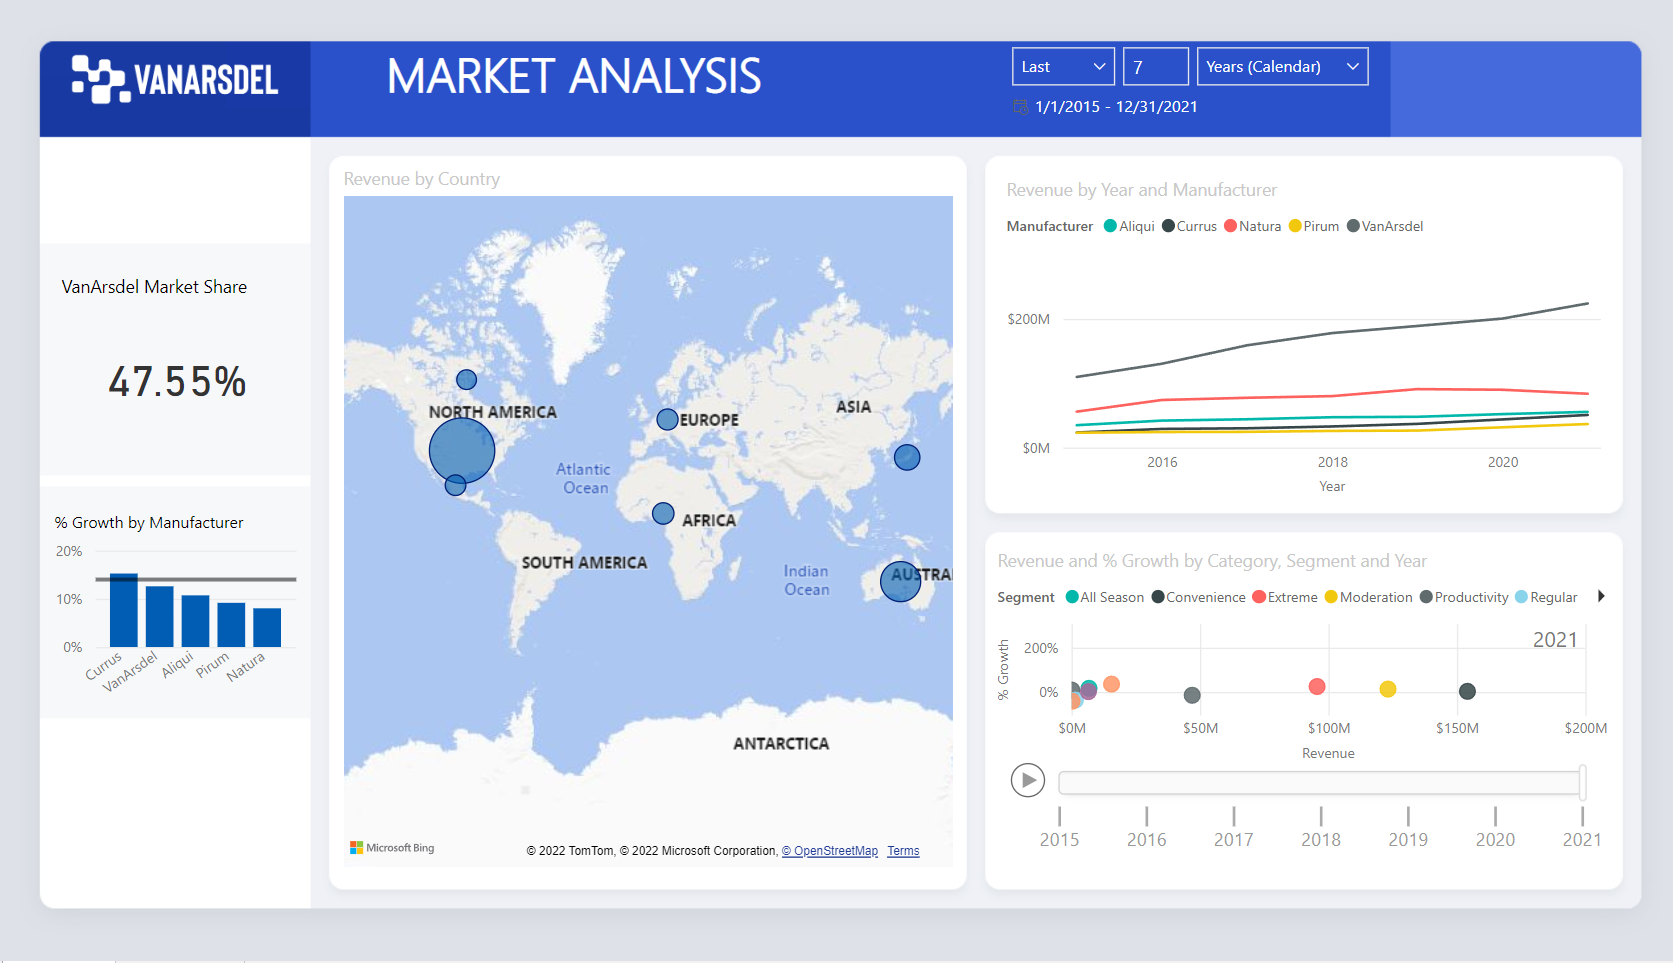 VANARSDEL
MARKET ANALYSIS
Last 7 Years (Calendar)
1/1/2015 - 12/31/2021
VanArsdel Market Share
47.55%
% Growth by Manufacturer
20%
10%
0%
Currus VanArsdel Aliqui Pirum Natura
Revenue by Country
NORTH AMERICA
EUROPE
ASIA
Atlantic
Ocean
AFRICA
SOUTH AMERICA
Indian
Ocean
AUSTRA
ANTARCTICA
Microsoft Bing
© 2022 TomTom, © 2022 Microsoft Corporation, © OpenStreetMap Terms
Revenue by Year and Manufacturer
Manufacturer Aliqui Currus Natura Pirum VanArsdel
$200M
$0M
2016 2018 2020
Year
Revenue and % Growth by Category, Segment and Year
Segment All Season Convenience Extreme Moderation Productivity Regular
2021
% Growth
200%
0%
$0M $50M $100M $150M $200M
Revenue
2015 2016 2017 2018 2019 2020 2021